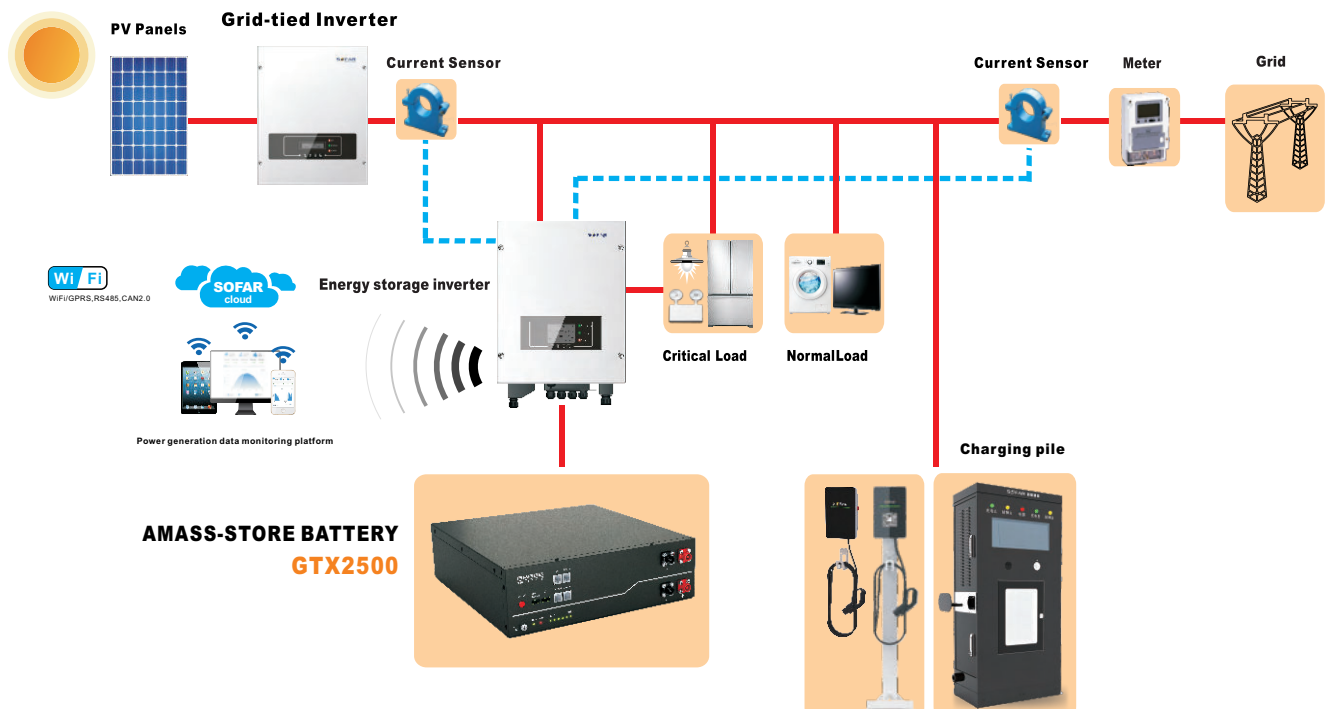 Grid-tied Inverter
PV Panels
Current Sensor
Current Sensor
Meter
Grid
Wi Fi
WiFi/GPRS,RS485,CAN2.0
SOFAR
cloud
Energy storage inverter
Critical Load
NormalLoad
Power generation data monitoring platform
Charging pile
AMASS-STORE BATTERY
GTX2500